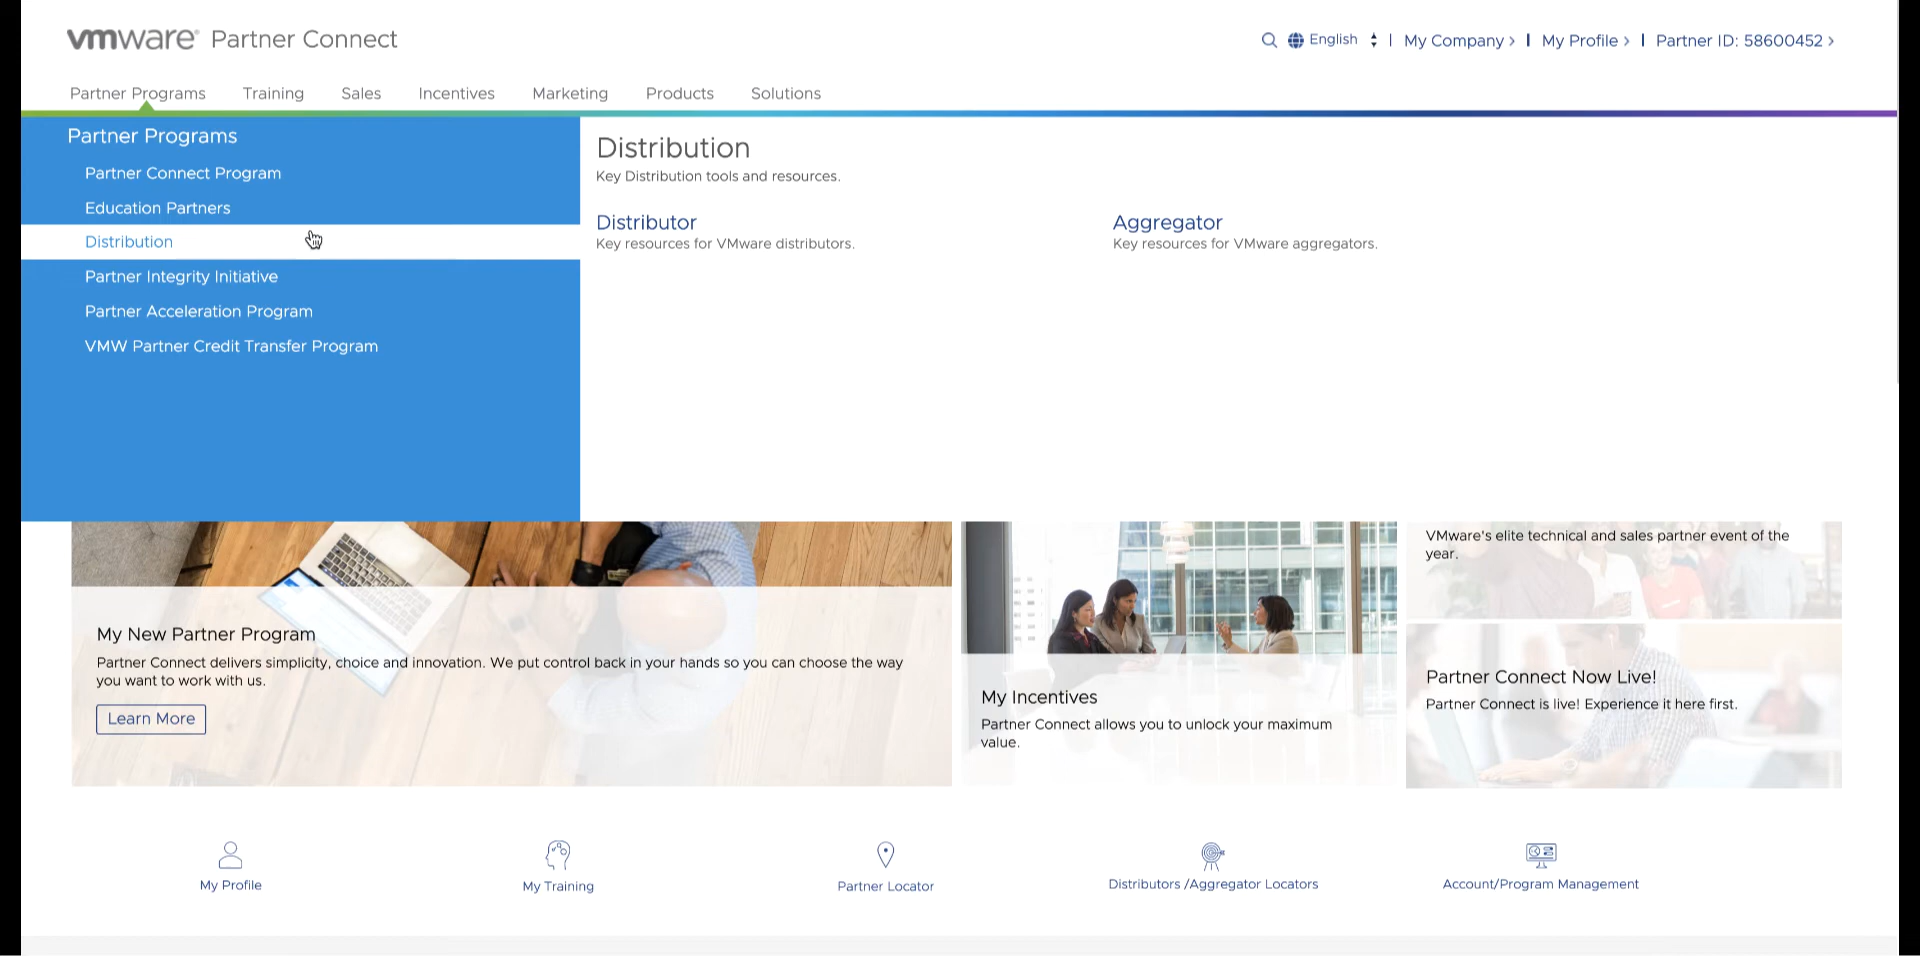 vmware Partner Connect
English | My Company > | My Profile > | Partner ID: 58600452 >
Partner Programs Training Sales Incentives Marketing Products Solutions
Partner Programs
Partner Connect Program
Education Partners
Distribution
Partner Integrity Initiative
Partner Acceleration Program
VMW Partner Credit Transfer Program
Distribution
Key Distribution tools and resources.
Distributor
Key resources for VMware distributors.
Aggregator
Key resources for VMware aggregators.
My New Partner Program
Partner Connect delivers simplicity, choice and innovation. We put control back in your hands so you can choose the way
you want to work with us.
Learn More
My Incentives
Partner Connect allows you to unlock your maximum
value.
VMware's elite technical and sales partner event of the
year.
Partner Connect Now Live!
Partner Connect is live! Experience it here first.
My Profile
My Training
Partner Locator
Distributors /Aggregator Locators
Account/Program Management